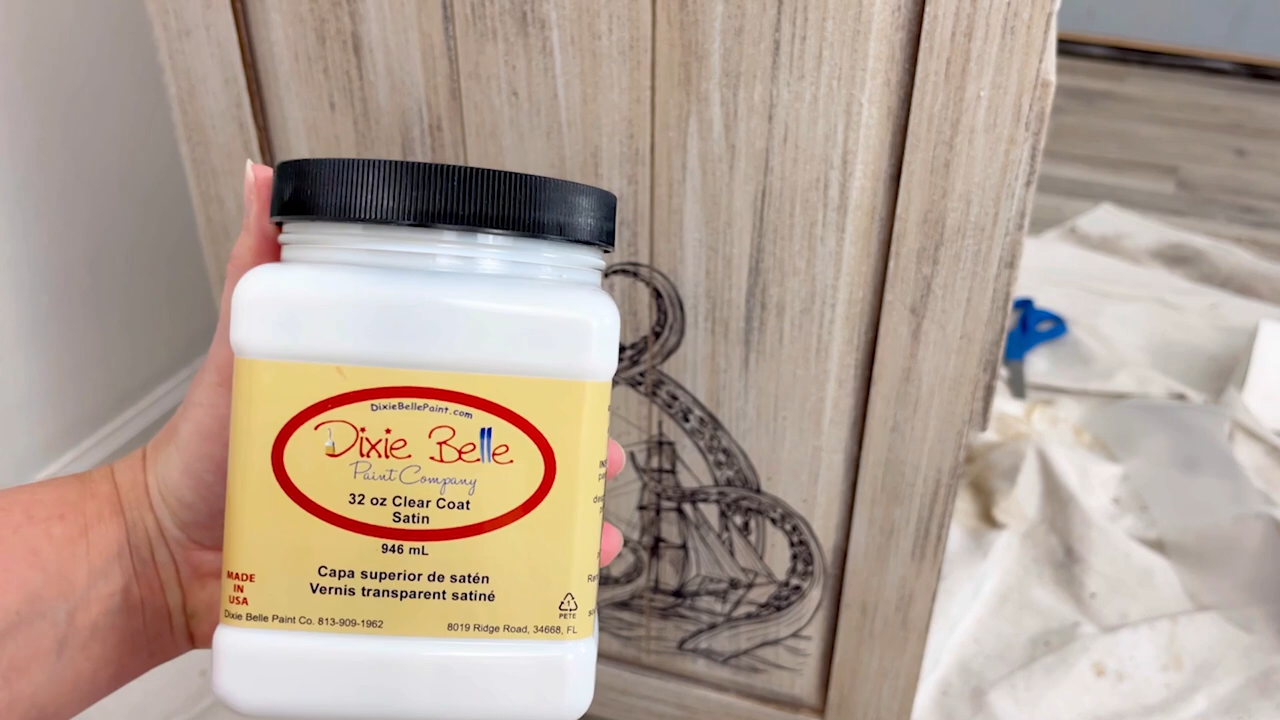 DixieBellePaint.com
Dixie Belle
Paint Company
32 oz Clear Coat
Satin
946 mL
Capa superior de satén
Vernis transparent satiné
MADE
IN
USA
1
PETE
Dixie Belle Paint Co. 813-909-1962
8019 Ridge Road, 34668, FL